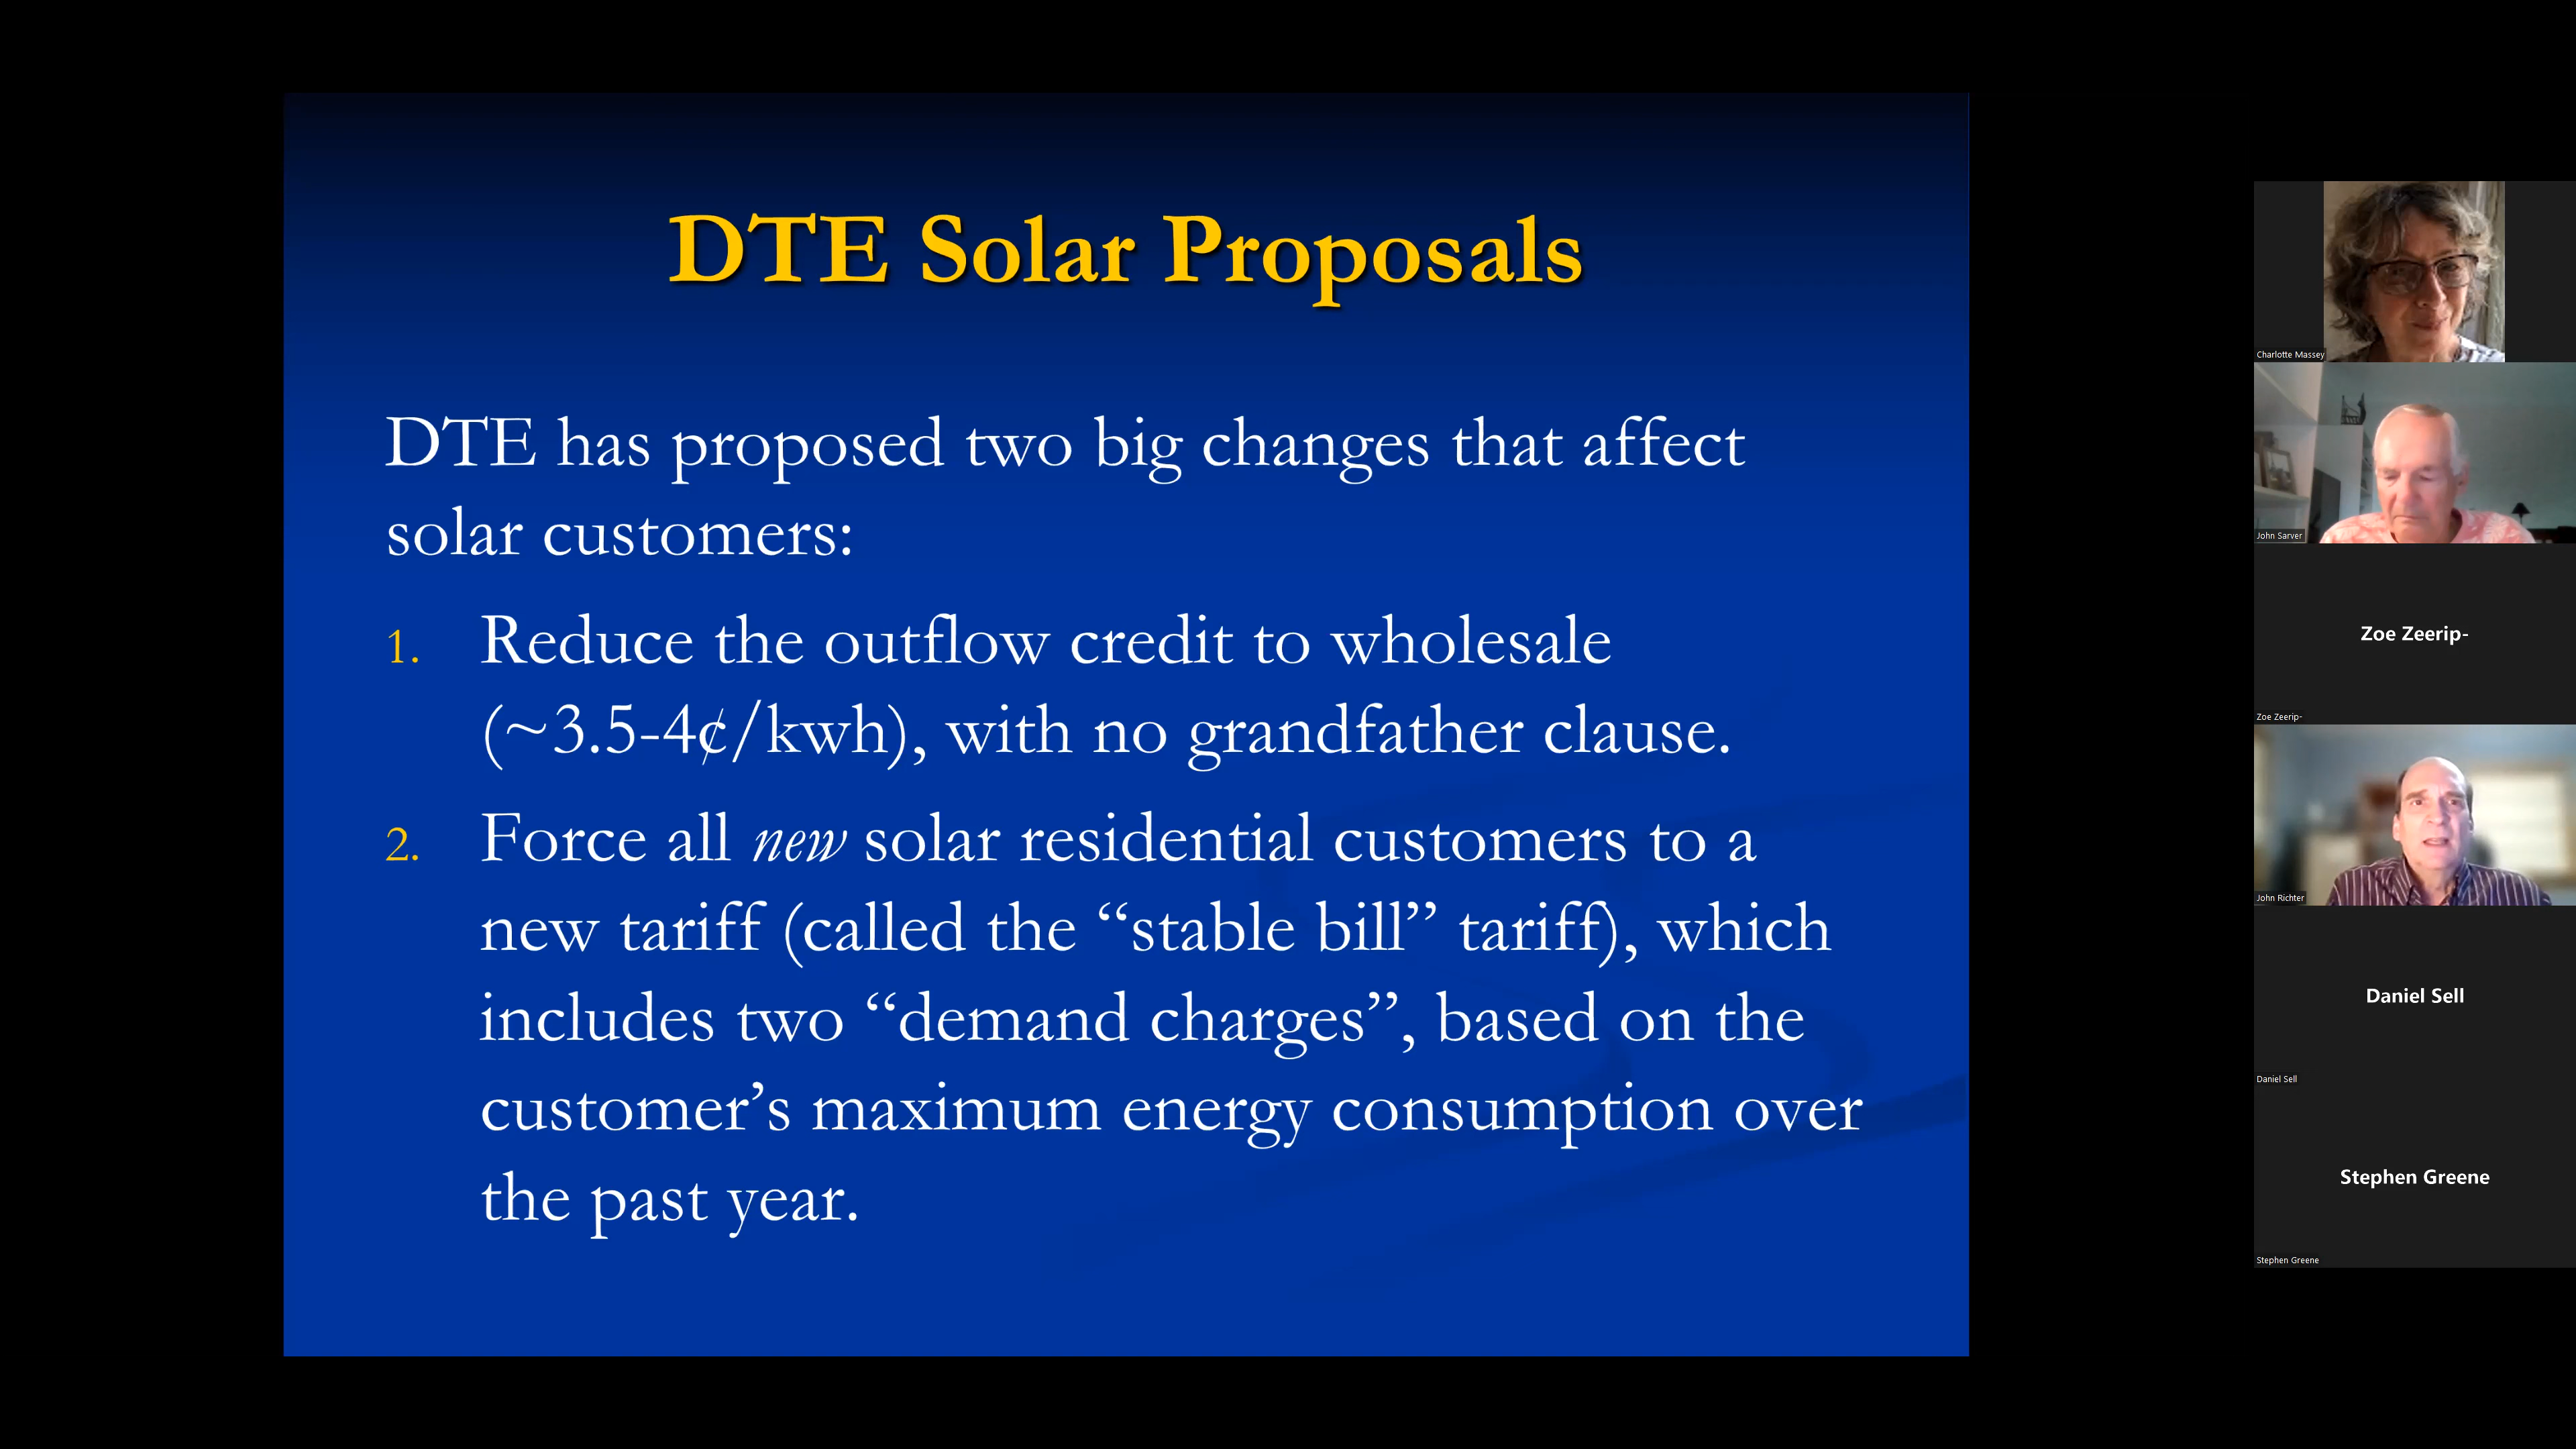 DTE Solar Proposals
DTE has proposed two big changes that affect
solar customers:
1. Reduce the outflow credit to wholesale
(~3.5-4¢/kwh), with no grandfather clause.
2. Force all new solar residential customers to a
new tariff (called the “stable bill” tariff), which
includes two “demand charges”, based on the
customer’s maximum energy consumption over
the past year.
Charlotte Massey
John Sarver
Zoe Zeerip-
Zoe Zeerip-
John Richter
Daniel Sell
Daniel Sell
Stephen Greene
Stephen Greene